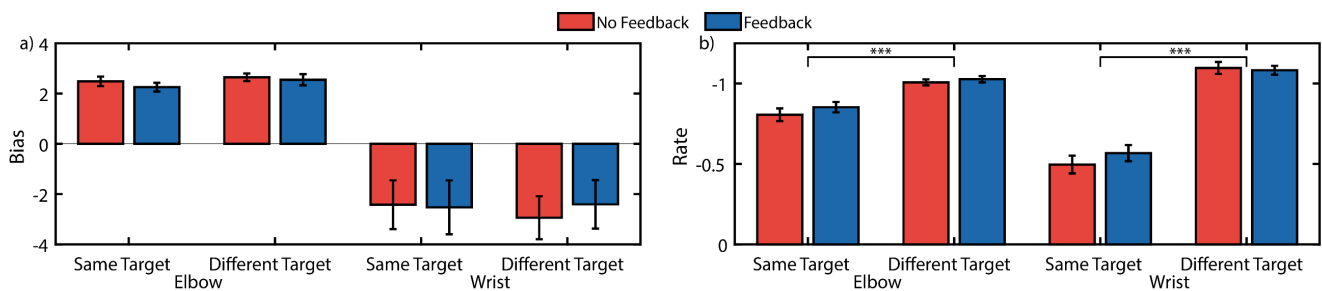 No Feedback Feedback
a)
4
2
0
-2
-4
Bias
Same Target Different Target Same Target Different Target
Elbow Wrist
b)
***
***
-1
-0.5
0
Rate
Same Target Different Target Same Target Different Target
Elbow Wrist